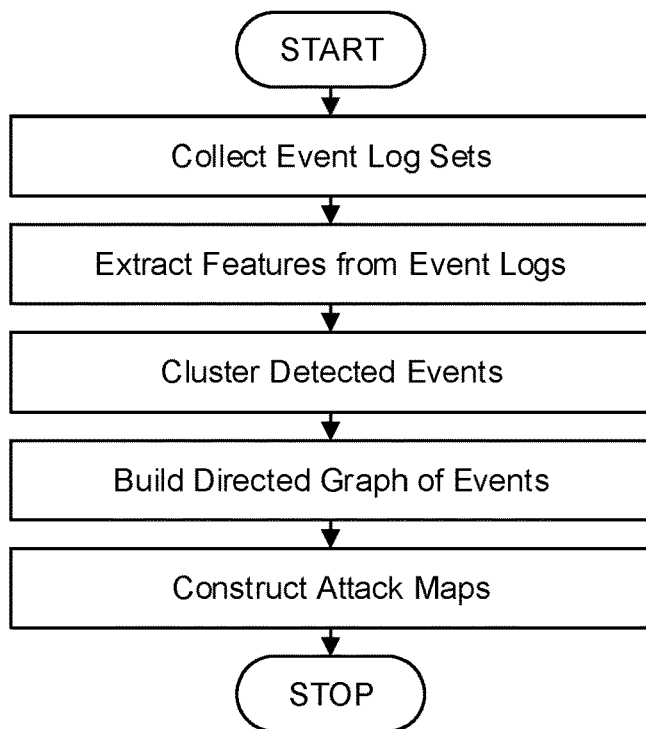 START
Collect Event Log Sets
Extract Features from Event Logs
Cluster Detected Events
Build Directed Graph of Events
Construct Attack Maps
STOP